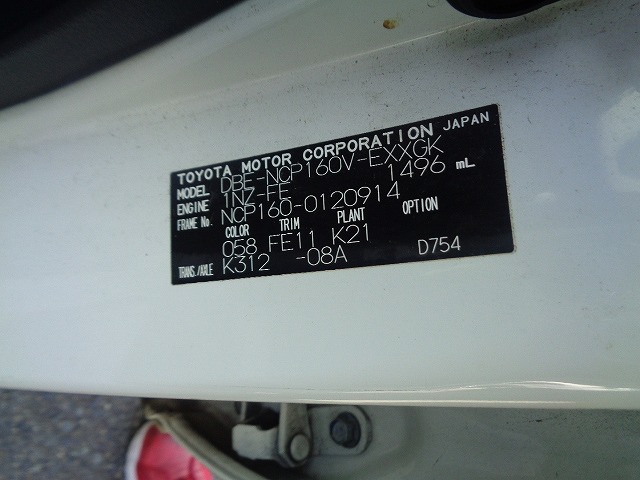 TOYOTA MOTOR CORPORATION JAPAN
MODEL DBE-NCP160V-EXXGK
ENGINE 1NZ-FE 1496 mL
FRAME No. NCP160-0120914
COLOR TRIM PLANT OPTION
058 FE11 K21
TRANS./AXLE K312 -08A D754